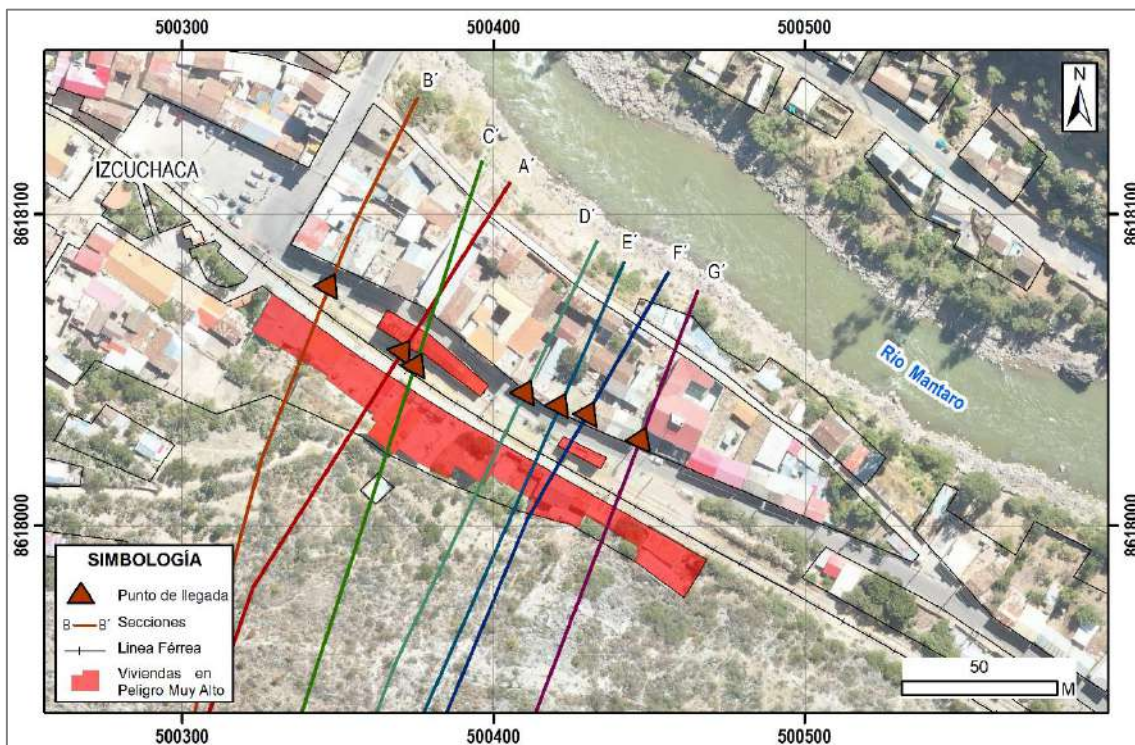 500300 500400 500500
B´
C´
A´
N
IZCUCHACA
8618100
8618100
D´
E´
F´
G´
Río Mantaro
8618000
8618000
SIMBOLOGÍA
Punto de llegada
B B´ Secciones
Linea Férrea
Viviendas en
Peligro Muy Alto
50
M
500300 500400 500500